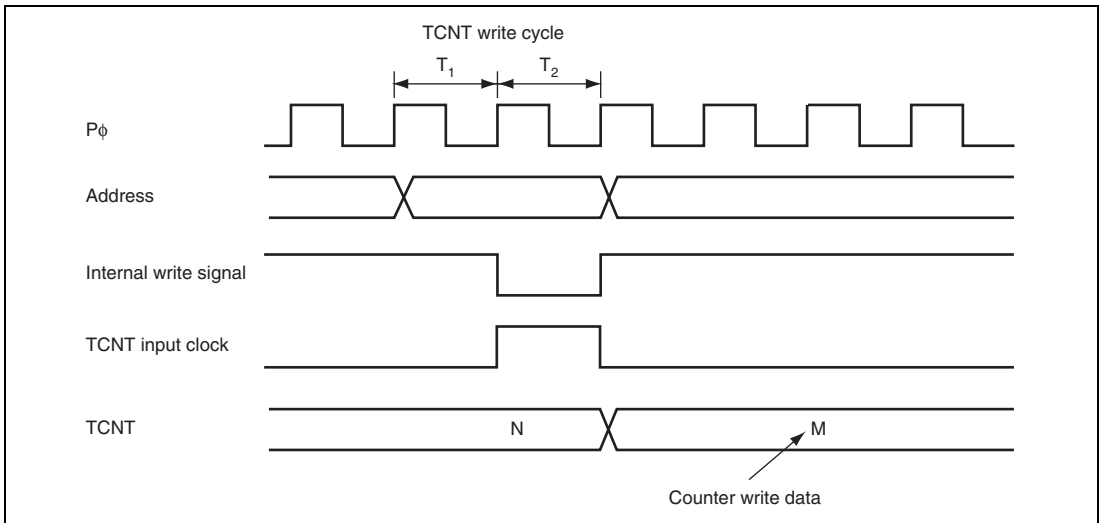 TCNT write cycle
T1 T2
Pϕ
Address
Internal write signal
TCNT input clock
TCNT N M
Counter write data